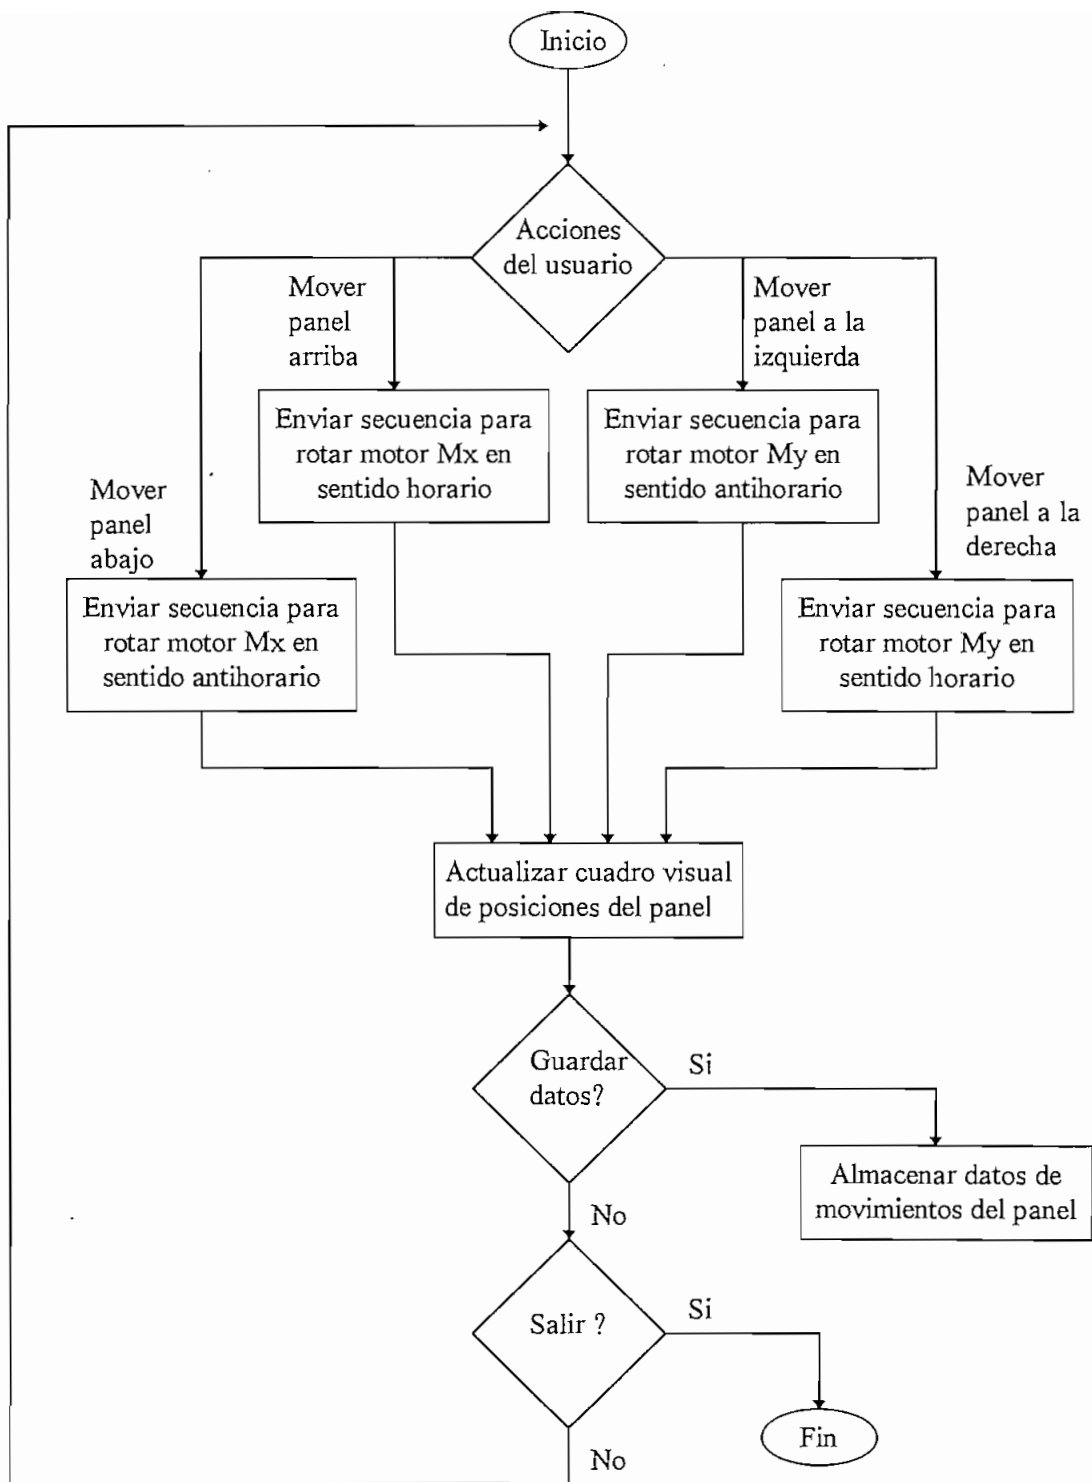 Inicio
Acciones
del usuario
Mover
panel
arriba
Mover
panel a la
izquierda
Enviar secuencia para
rotar motor Mx en
sentido horario
Enviar secuencia para
rotar motor My en
sentido antihorario
Mover
panel
abajo
Mover
panel a la
derecha
Enviar secuencia para
rotar motor Mx en
sentido antihorario
Enviar secuencia para
rotar motor My en
sentido horario
Actualizar cuadro visual
de posiciones del panel
Guardar
datos?
Si
Almacenar datos de
movimientos del panel
No
Salir ?
Si
Fin
No